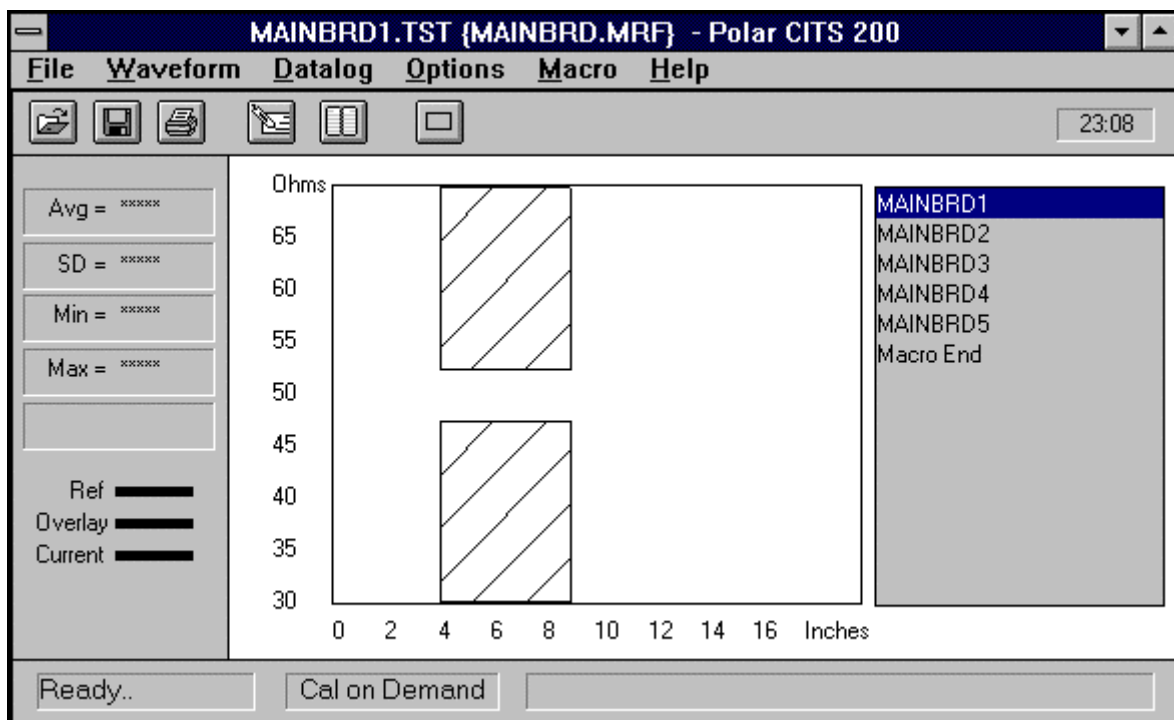 MAINBRD1.TST {MAINBRD.MRF} - Polar CITS 200
File Waveform Datalog Options Macro Help
23:08
Avg = *****
SD = *****
Min = *****
Max = *****
Ref
Overlay
Current
Ohms
65
60
55
50
45
40
35
30
0 2 4 6 8 10 12 14 16 Inches
MAINBRD1
MAINBRD2
MAINBRD3
MAINBRD4
MAINBRD5
Macro End
Ready..
Cal on Demand